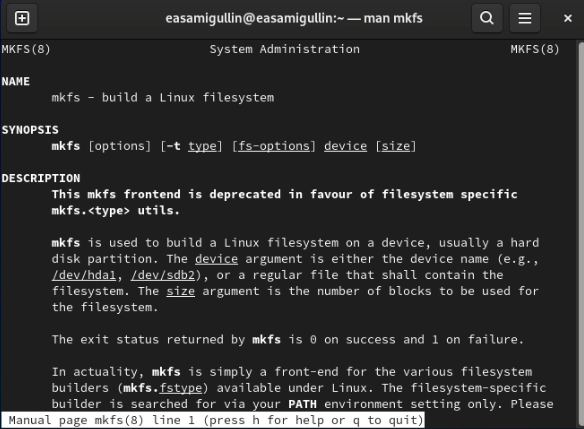 easamigullin@easamigullin:~ — man mkfs
MKFS(8) System Administration MKFS(8)
NAME
mkfs - build a Linux filesystem
SYNOPSIS
mkfs [options] [-t type] [fs-options] device [size]
DESCRIPTION
This mkfs frontend is deprecated in favour of filesystem specific
mkfs.<type> utils.
mkfs is used to build a Linux filesystem on a device, usually a hard
disk partition. The device argument is either the device name (e.g.,
/dev/hda1, /dev/sdb2), or a regular file that shall contain the
filesystem. The size argument is the number of blocks to be used for
the filesystem.
The exit status returned by mkfs is 0 on success and 1 on failure.
In actuality, mkfs is simply a front-end for the various filesystem
builders (mkfs.fstype) available under Linux. The filesystem-specific
builder is searched for via your PATH environment setting only. Please
Manual page mkfs(8) line 1 (press h for help or q to quit)